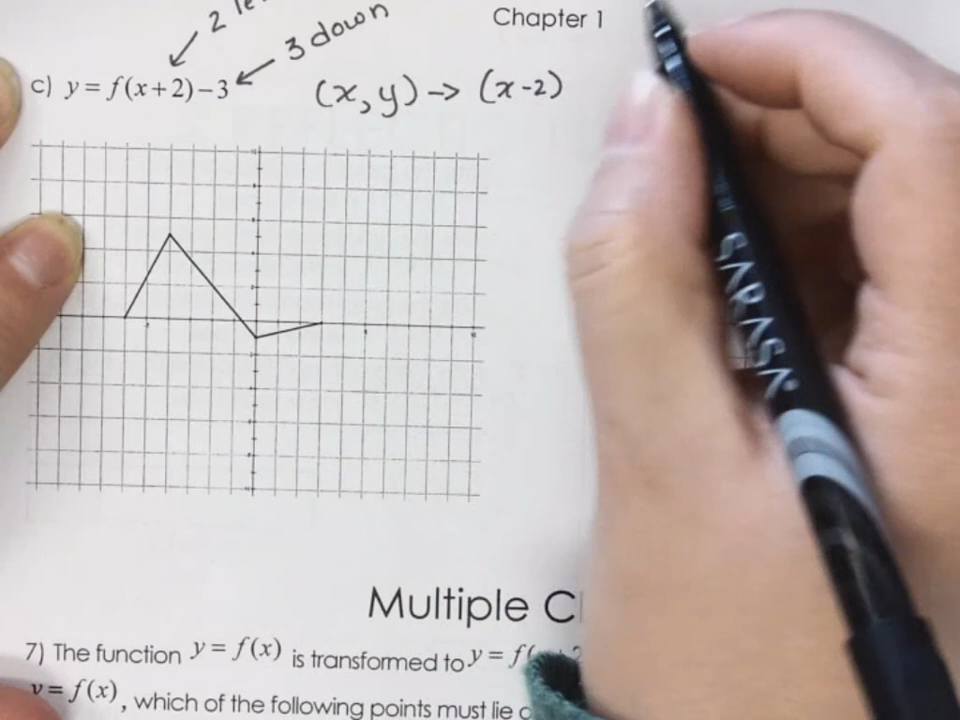 Chapter 1
2
3 down
c) y = f(x+2)−3
(x, y) → (x-2)
SARASA
Multiple
7) The function y = f(x) is transformed to y = f(
y = f(x), which of the following points must lie